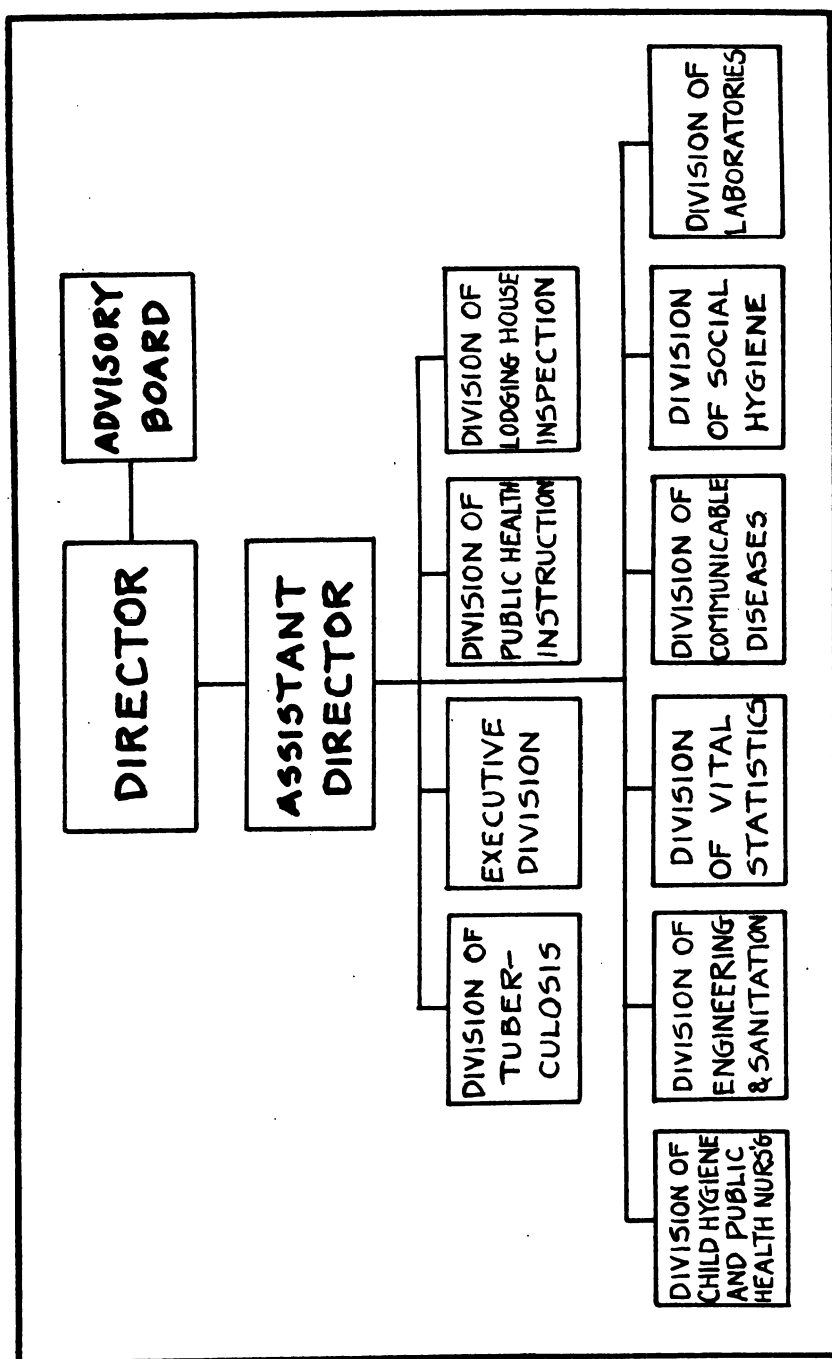 DIRECTOR
ADVISORY
BOARD
ASSISTANT
DIRECTOR
DIVISION OF
TUBER-
CULOSIS
EXECUTIVE
DIVISION
DIVISION OF
PUBLIC HEALTH
INSTRUCTION
DIVISION OF
LODGING HOUSE
INSPECTION
DIVISION OF
CHILD HYGIENE
AND PUBLIC
HEALTH NURS'G
DIVISION OF
ENGINEERING
& SANITATION
DIVISION
OF VITAL
STATISTICS
DIVISION OF
COMMUNICABLE
DISEASES
DIVISION
OF SOCIAL
HYGIENE
DIVISION OF
LABORATORIES